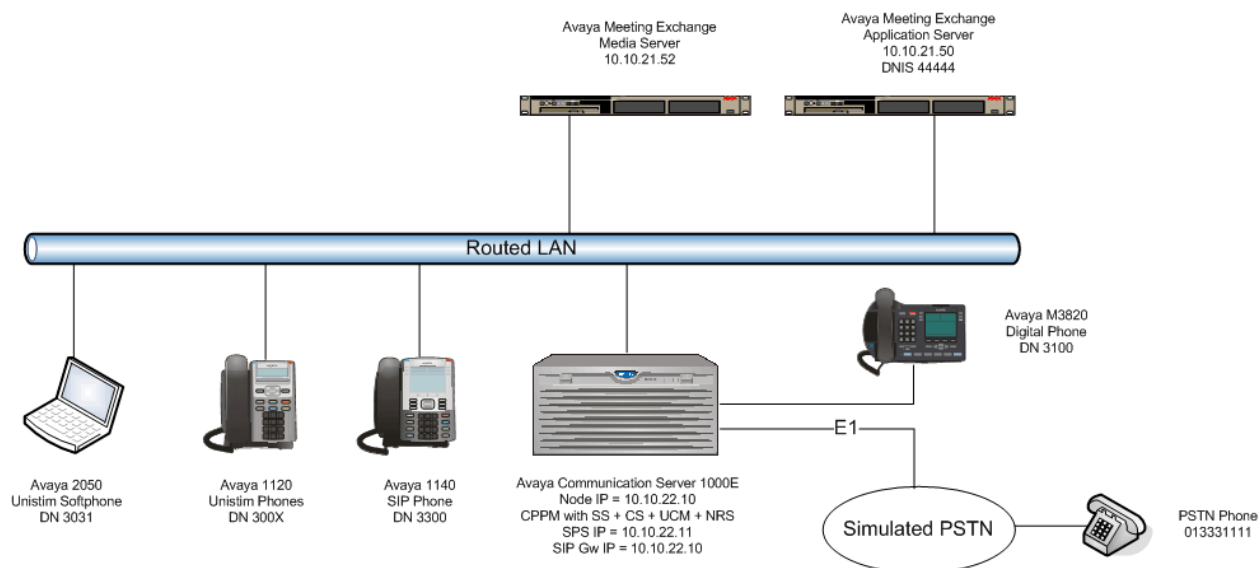 Avaya Meeting Exchange
Media Server
10.10.21.52
Avaya Meeting Exchange
Application Server
10.10.21.50
DNIS 44444
Routed LAN
Avaya M3820
Digital Phone
DN 3100
E1
Avaya 2050
Unistim Softphone
DN 3031
Avaya 1120
Unistim Phones
DN 300X
Avaya 1140
SIP Phone
DN 3300
Avaya Communication Server 1000E
Node IP = 10.10.22.10
CPPM with SS + CS + UCM + NRS
SPS IP = 10.10.22.11
SIP Gw IP = 10.10.22.10
Simulated PSTN
PSTN Phone
013331111